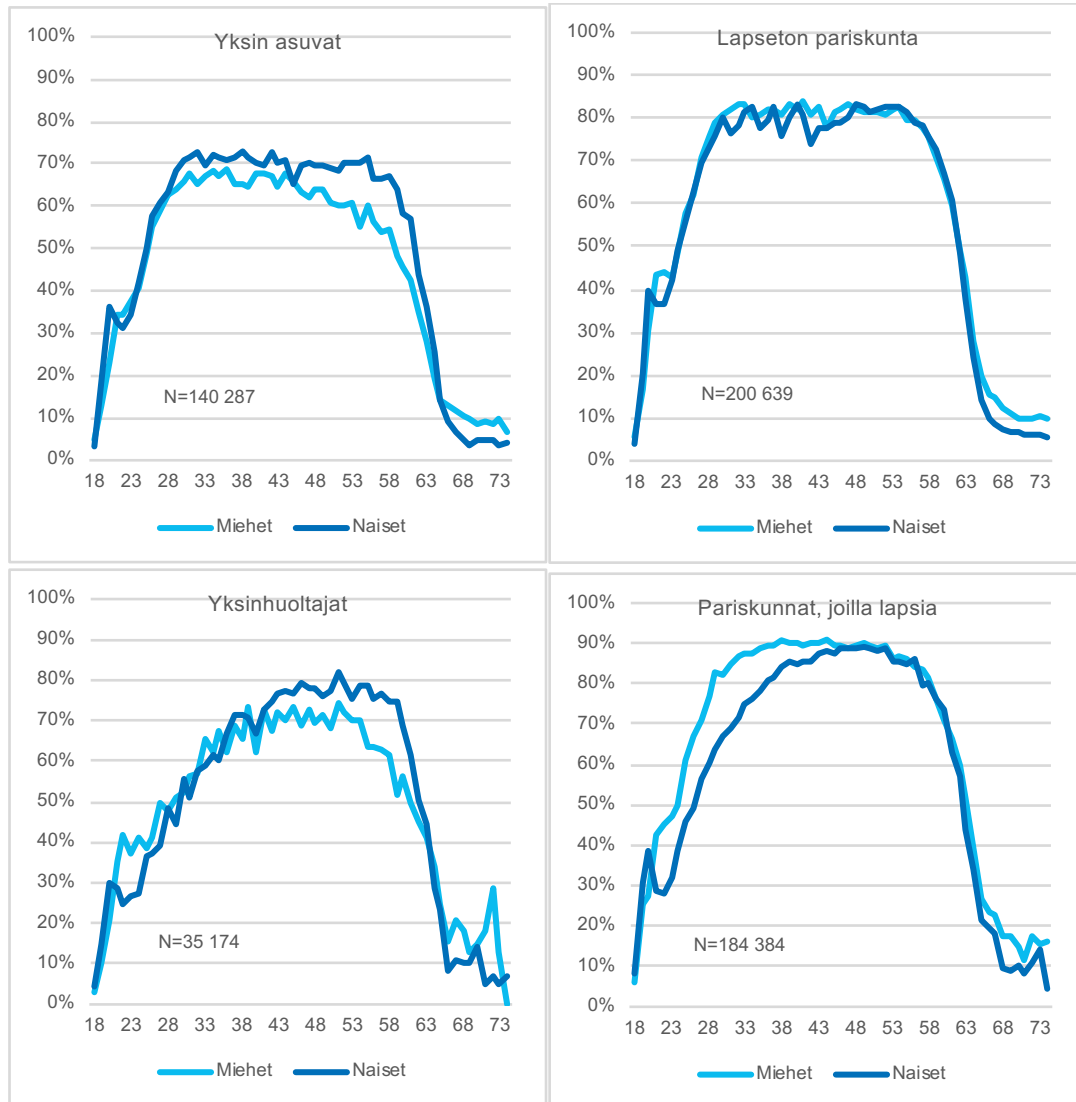 Yksin asuvat
100%
90%
80%
70%
60%
50%
40%
30%
20%
10%
0%
N=140 287
18 23 28 33 38 43 48 53 58 63 68 73
Miehet Naiset
Lapseton pariskunta
100%
90%
80%
70%
60%
50%
40%
30%
20%
10%
0%
N=200 639
18 23 28 33 38 43 48 53 58 63 68 73
Miehet Naiset
Yksinhuoltajat
100%
90%
80%
70%
60%
50%
40%
30%
20%
10%
0%
N=35 174
18 23 28 33 38 43 48 53 58 63 68 73
Miehet Naiset
Pariskunnat, joilla lapsia
100%
90%
80%
70%
60%
50%
40%
30%
20%
10%
0%
N=184 384
18 23 28 33 38 43 48 53 58 63 68 73
Miehet Naiset